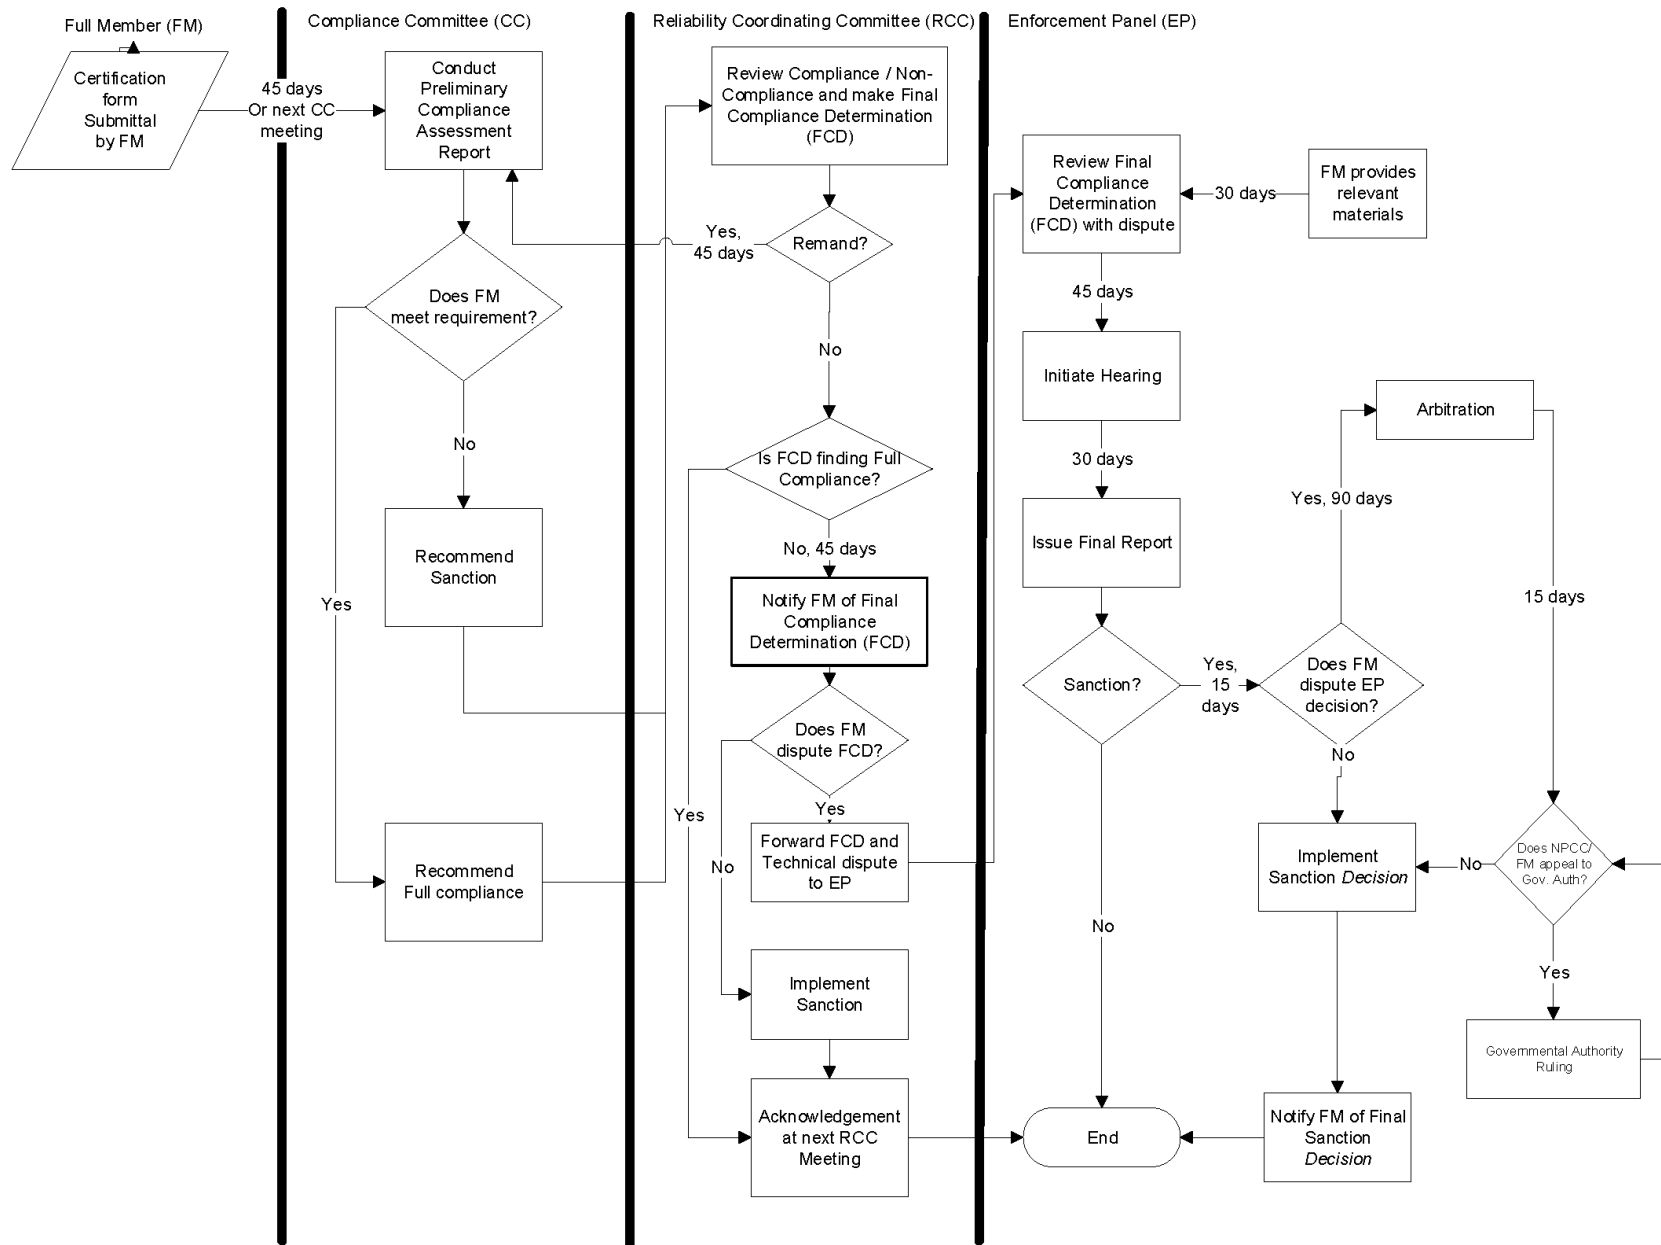 Full Member (FM)
Compliance Committee (CC)
Reliability Coordinating Committee (RCC)
Enforcement Panel (EP)
Certification
form
Submittal
by FM
45 days
Or next CC
meeting
Conduct
Preliminary
Compliance
Assessment
Report
Does FM
meet requirement?
No
Recommend
Sanction
Yes
Recommend
Full compliance
Review Compliance / Non-
Compliance and make Final
Compliance Determination
(FCD)
Remand?
Yes,
45 days
No
Is FCD finding Full
Compliance?
No, 45 days
Notify FM of Final
Compliance
Determination (FCD)
Does FM
dispute FCD?
Yes
Yes
No
Forward FCD and
Technical dispute
to EP
Implement
Sanction
Acknowledgement
at next RCC
Meeting
Review Final
Compliance
Determination
(FCD) with dispute
30 days
FM provides
relevant
materials
45 days
Initiate Hearing
30 days
Issue Final Report
Sanction?
Yes,
15
days
No
End
Does FM
dispute EP
decision?
Yes, 90 days
Arbitration
15 days
No
Implement
Sanction Decision
No
Does NPCC/
FM appeal to
Gov. Auth?
Yes
Governmental Authority
Ruling
Notify FM of Final
Sanction
Decision